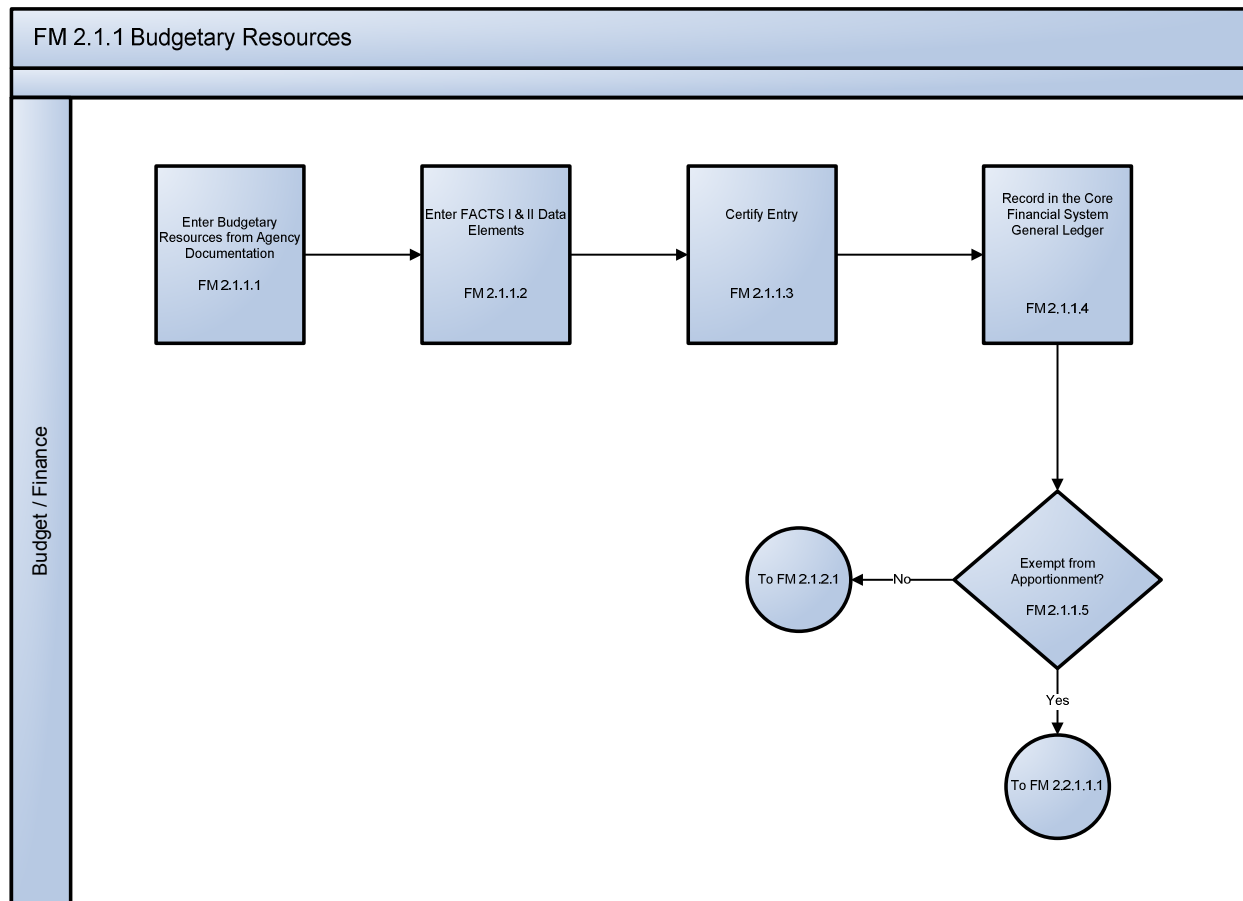 FM 2.1.1 Budgetary Resources
Budget / Finance
Enter Budgetary
Resources from Agency
Documentation
FM 2.1.1.1
Enter FACTS I & II Data
Elements
FM 2.1.1.2
Certify Entry
FM 2.1.1.3
Record in the Core
Financial System
General Ledger
FM 2.1.1.4
Exempt from
Apportionment?
FM 2.1.1.5
No
To FM 2.1.2.1
Yes
To FM 2.2.1.1.1